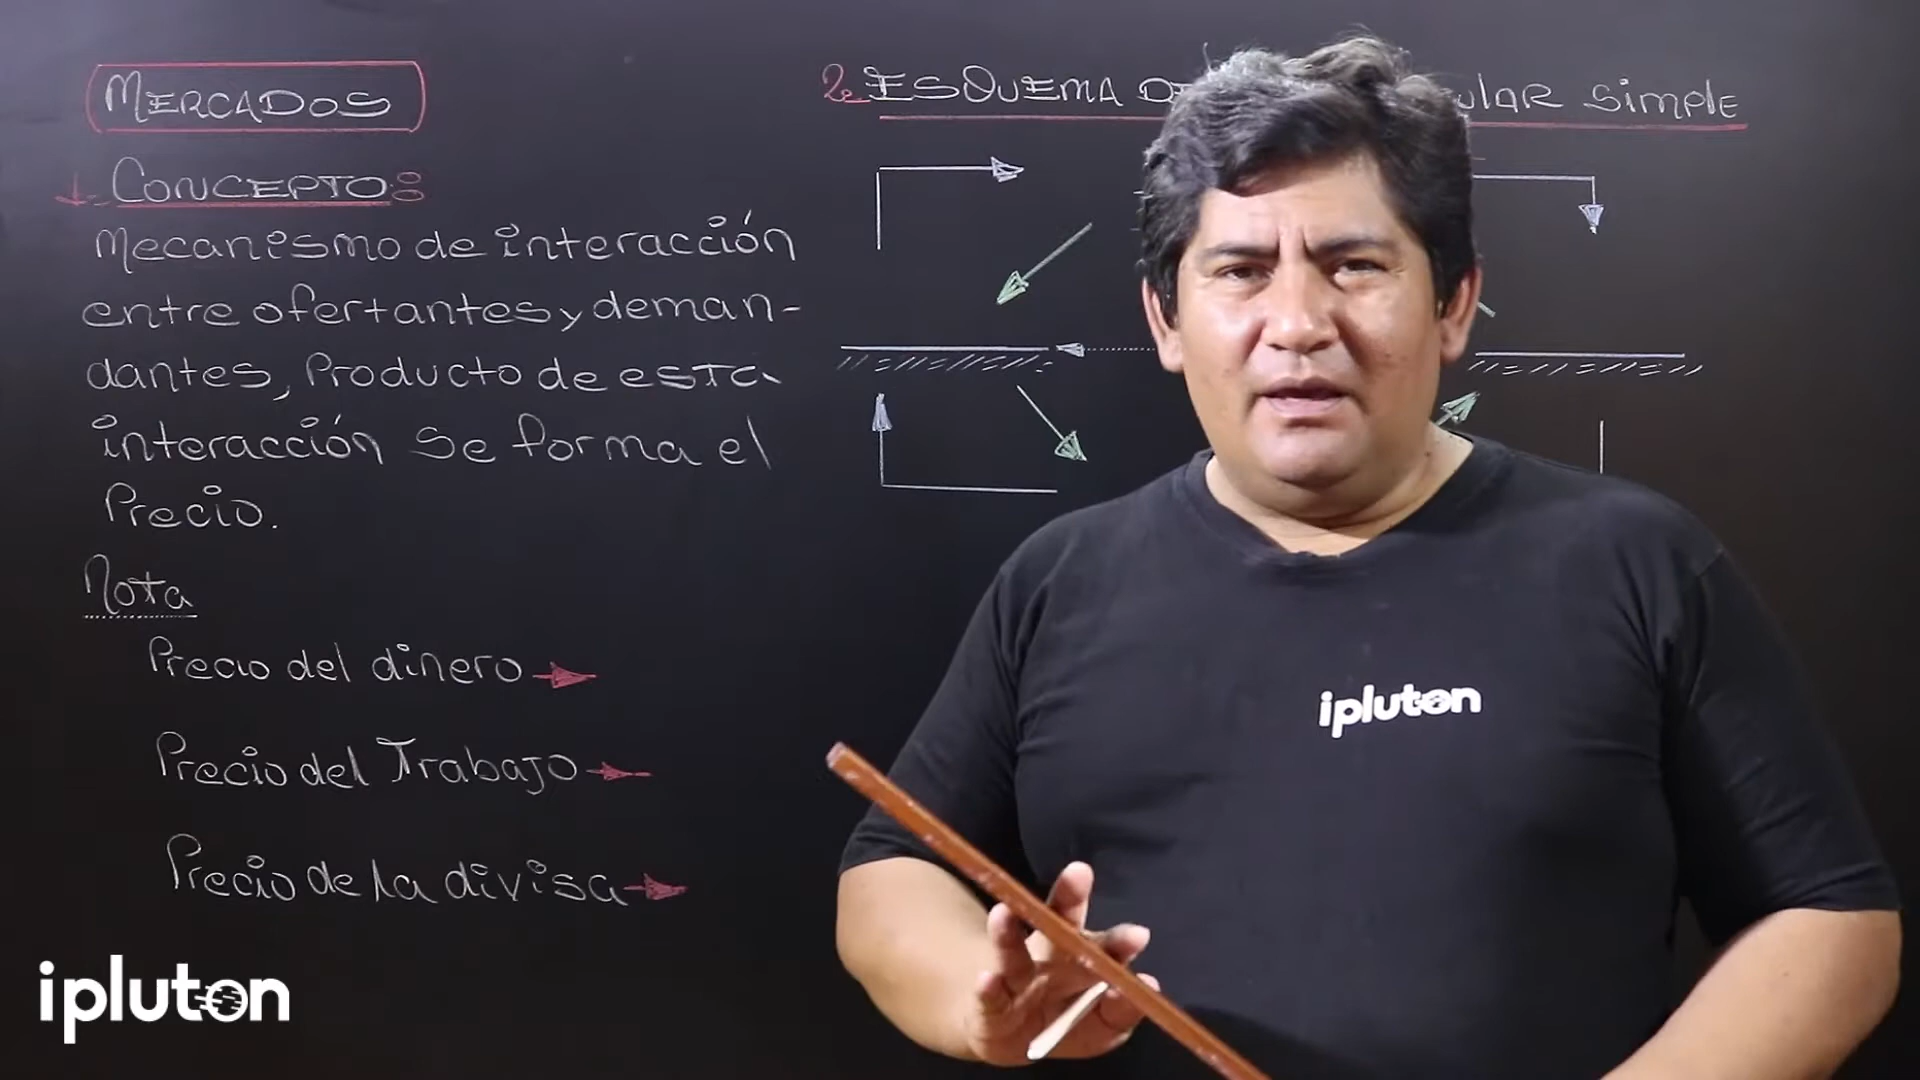 MERCADOS
1. CONCEPTO:
Mecanismo de interacción
entre ofertantes y deman-
dantes, Producto de esta
interacción se forma el
Precio.
Nota
Precio del dinero
Precio del Trabajo
Precio de la divisa
2. ESQUEMA SIMPLE
ipluton
ipluton